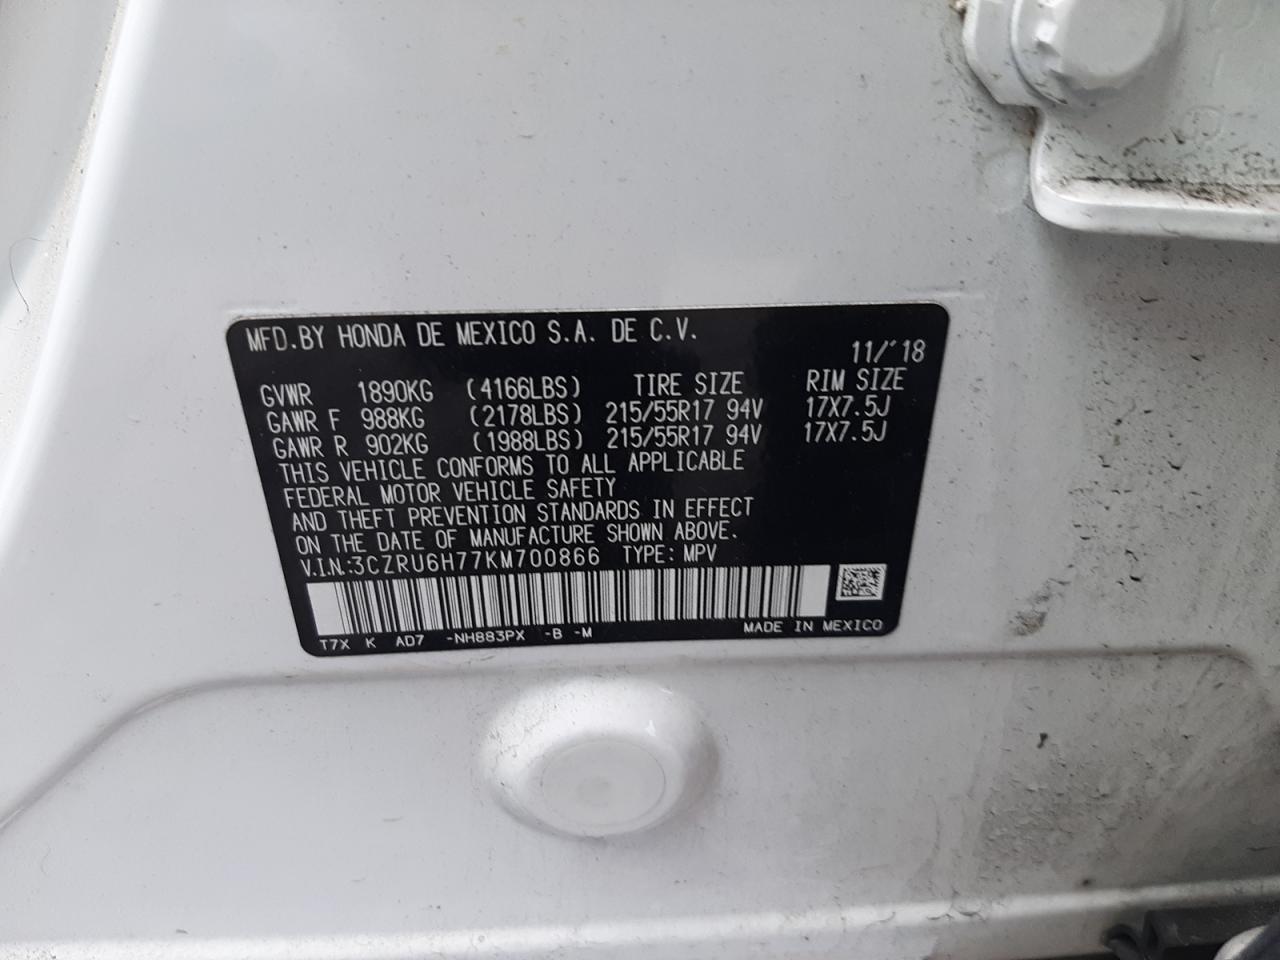 MFD.BY HONDA DE MEXICO S.A. DE C.V.
11/'18
GVWR 1890KG (4166LBS) TIRE SIZE RIM SIZE
GAWR F 988KG (2178LBS) 215/55R17 94V 17X7.5J
GAWR R 902KG (1988LBS) 215/55R17 94V 17X7.5J
THIS VEHICLE CONFORMS TO ALL APPLICABLE
FEDERAL MOTOR VEHICLE SAFETY
AND THEFT PREVENTION STANDARDS IN EFFECT
ON THE DATE OF MANUFACTURE SHOWN ABOVE.
V.I.N.:3CZRU6H77KM700866 TYPE: MPV
T7X K AD7 -NH883PX -B -M MADE IN MEXICO